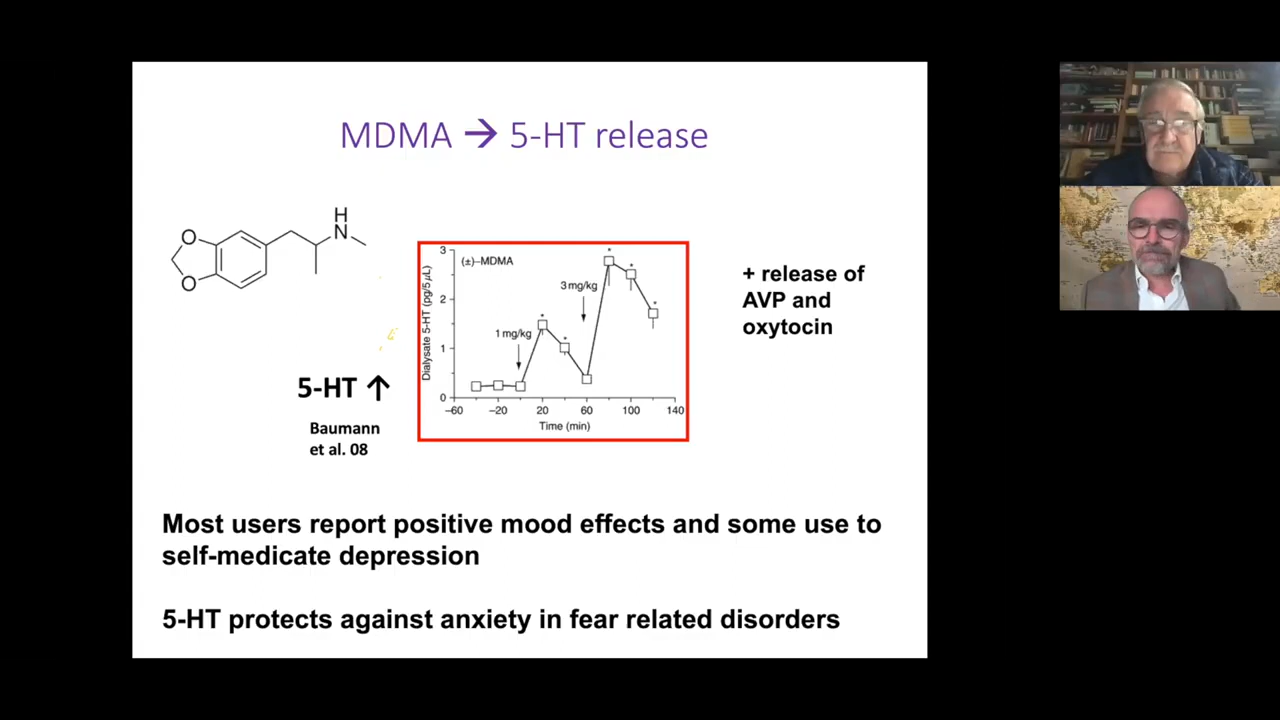 MDMA → 5-HT release
H
N
O
O
(±)–MDMA
Dialysate 5-HT (pg/5 μL)
3
2
1
0
1 mg/kg
3 mg/kg
*
*
*
*
*
–60
–20
20
60
100
140
Time (min)
+ release of
AVP and
oxytocin
5-HT ↑
Baumann
et al. 08
Most users report positive mood effects and some use to
self-medicate depression
5-HT protects against anxiety in fear related disorders